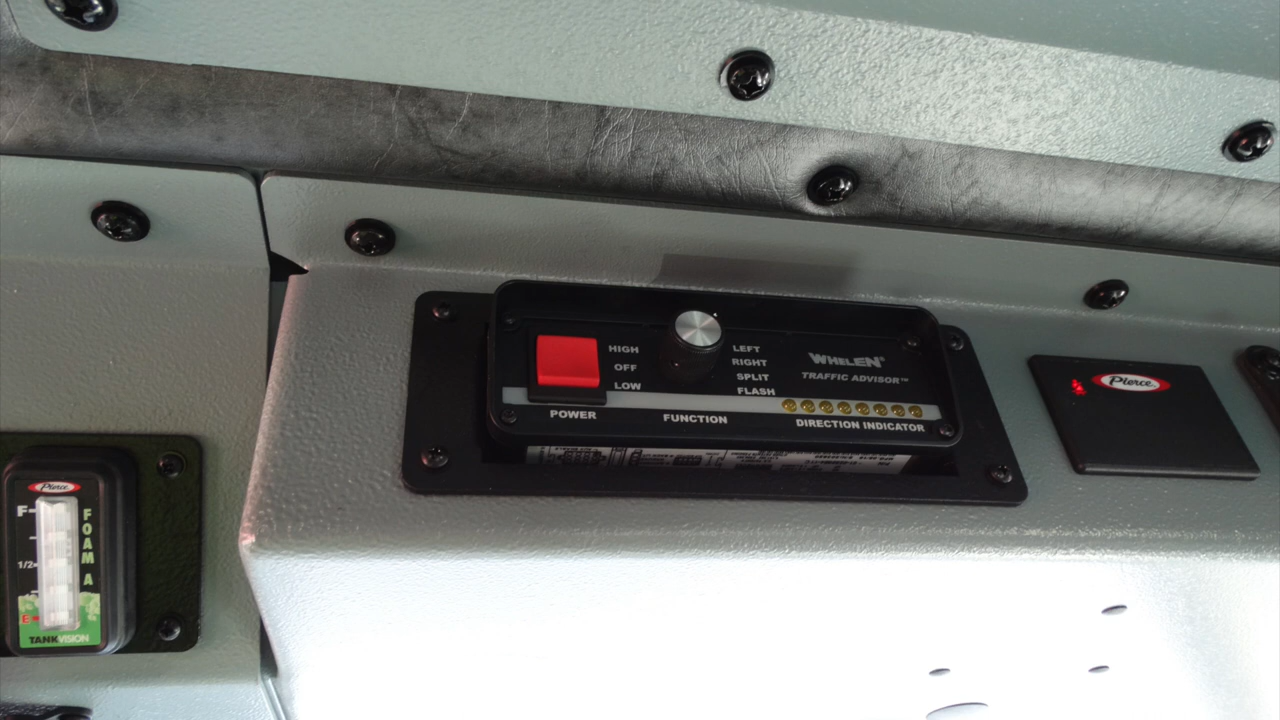 HIGH
OFF
LOW
POWER
FUNCTION
LEFT
RIGHT
SPLIT
FLASH
WHELEN®
TRAFFIC ADVISOR™
DIRECTION INDICATOR
Pierce
Pierce
F
1/2
E
FOAM A
TANKVISION